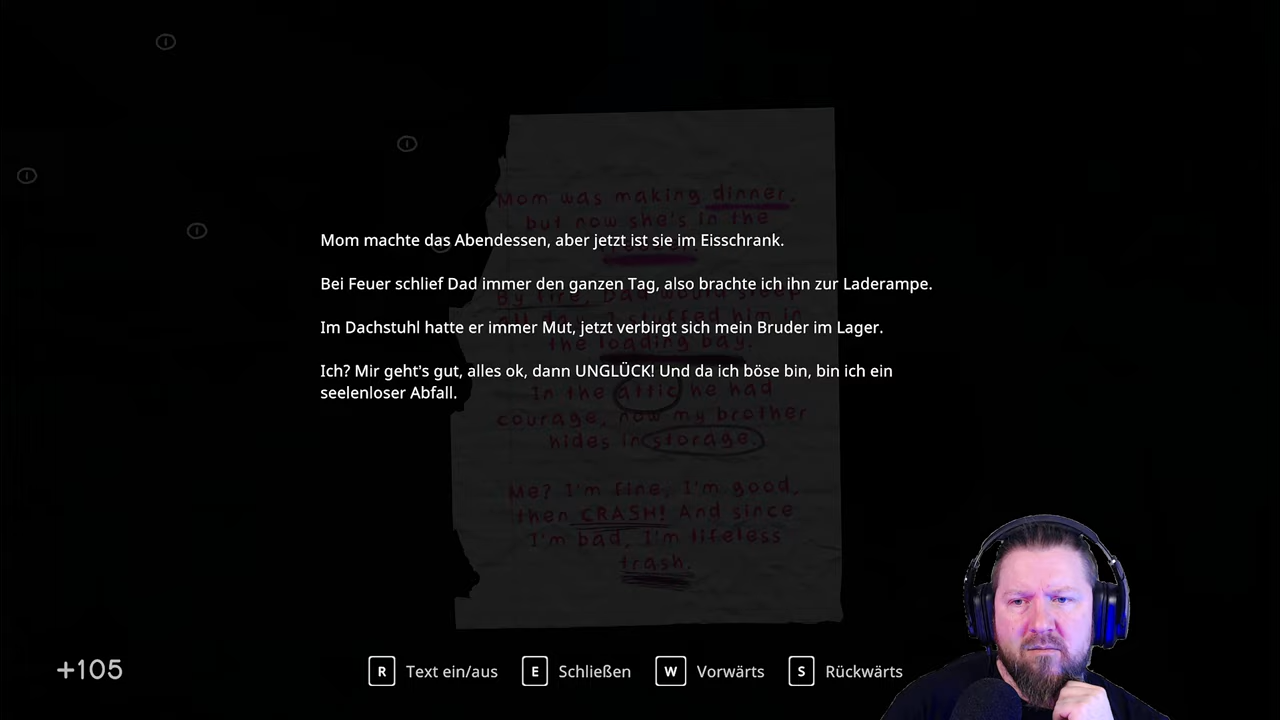 Mom was making dinner,
but now she's in the
Mom machte das Abendessen, aber jetzt ist sie im Eisschrank.
Bei Feuer schlief Dad immer den ganzen Tag, also brachte ich ihn zur Laderampe.
By fire, Dad would sleep
all day, I stuffed him in
the loading bay.
Im Dachstuhl hatte er immer Mut, jetzt verbirgt sich mein Bruder im Lager.
Ich? Mir geht's gut, alles ok, dann UNGLÜCK! Und da ich böse bin, bin ich ein
seelenloser Abfall.
In the attic he had
courage, now my brother
hides in storage.
Me? I'm fine, I'm good,
then CRASH! And since
I'm bad, I'm lifeless
trash.
+105
R Text ein/aus E Schließen W Vorwärts S Rückwärts